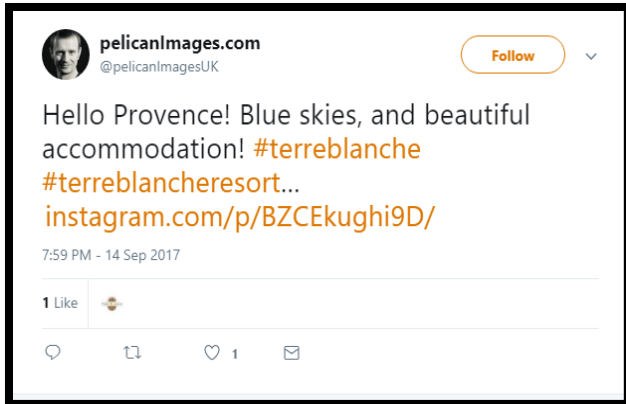 pelicanImages.com
@pelicanImagesUK
Follow
Hello Provence! Blue skies, and beautiful
accommodation! #terreblanche
#terreblancheresort...
instagram.com/p/BZCEkughi9D/
7:59 PM - 14 Sep 2017
1 Like
1